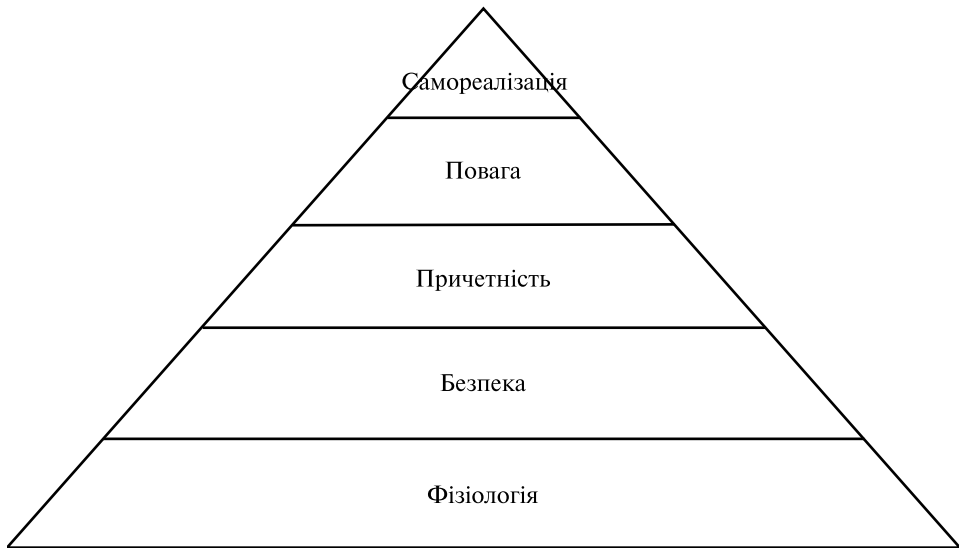 Самореалізація
Повага
Причетність
Безпека
Фізіологія